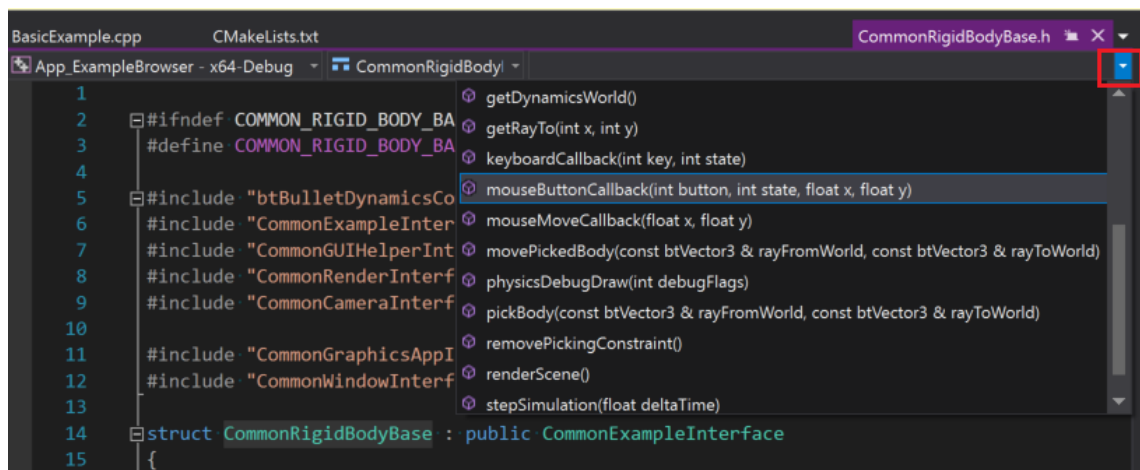 BasicExample.cpp CMakeLists.txt CommonRigidBodyBase.h
App_ExampleBrowser - x64-Debug CommonRigidBody
1
2 #ifndef COMMON_RIGID_BODY_BA
3 #define COMMON_RIGID_BODY_BA
4
5 #include "btBulletDynamicsCo
6 #include "CommonExampleInter
7 #include "CommonGUIHelperInt
8 #include "CommonRenderInterf
9 #include "CommonCameraInterf
10
11 #include "CommonGraphicsAppI
12 #include "CommonWindowInterf
13
14 struct CommonRigidBodyBase : public CommonExampleInterface
15 {
getDynamicsWorld()
getRayTo(int x, int y)
keyboardCallback(int key, int state)
mouseButtonCallback(int button, int state, float x, float y)
mouseMoveCallback(float x, float y)
movePickedBody(const btVector3 & rayFromWorld, const btVector3 & rayToWorld)
physicsDebugDraw(int debugFlags)
pickBody(const btVector3 & rayFromWorld, const btVector3 & rayToWorld)
removePickingConstraint()
renderScene()
stepSimulation(float deltaTime)